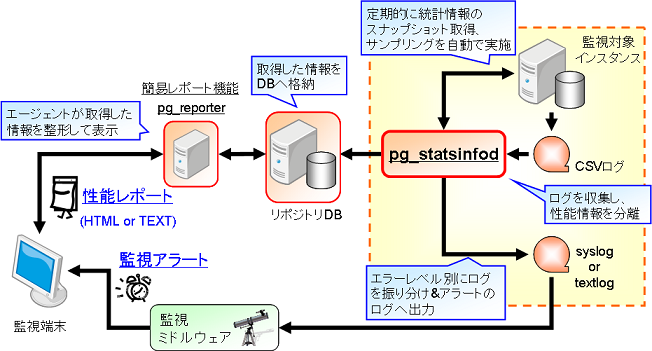 定期的に統計情報の
スナップショット取得、
サンプリングを自動で実施
監視対象
インスタンス
取得した情報を
DBへ格納
簡易レポート機能
pg_reporter
エージェントが取得した
情報を整形して表示
pg_statsinfod
CSVログ
リポジトリDB
ログを収集し、
性能情報を分離
性能レポート
(HTML or TEXT)
監視アラート
エラーレベル別にログ
を振り分け&アラートの
ログへ出力
syslog
or
textlog
監視端末
監視
ミドルウェア